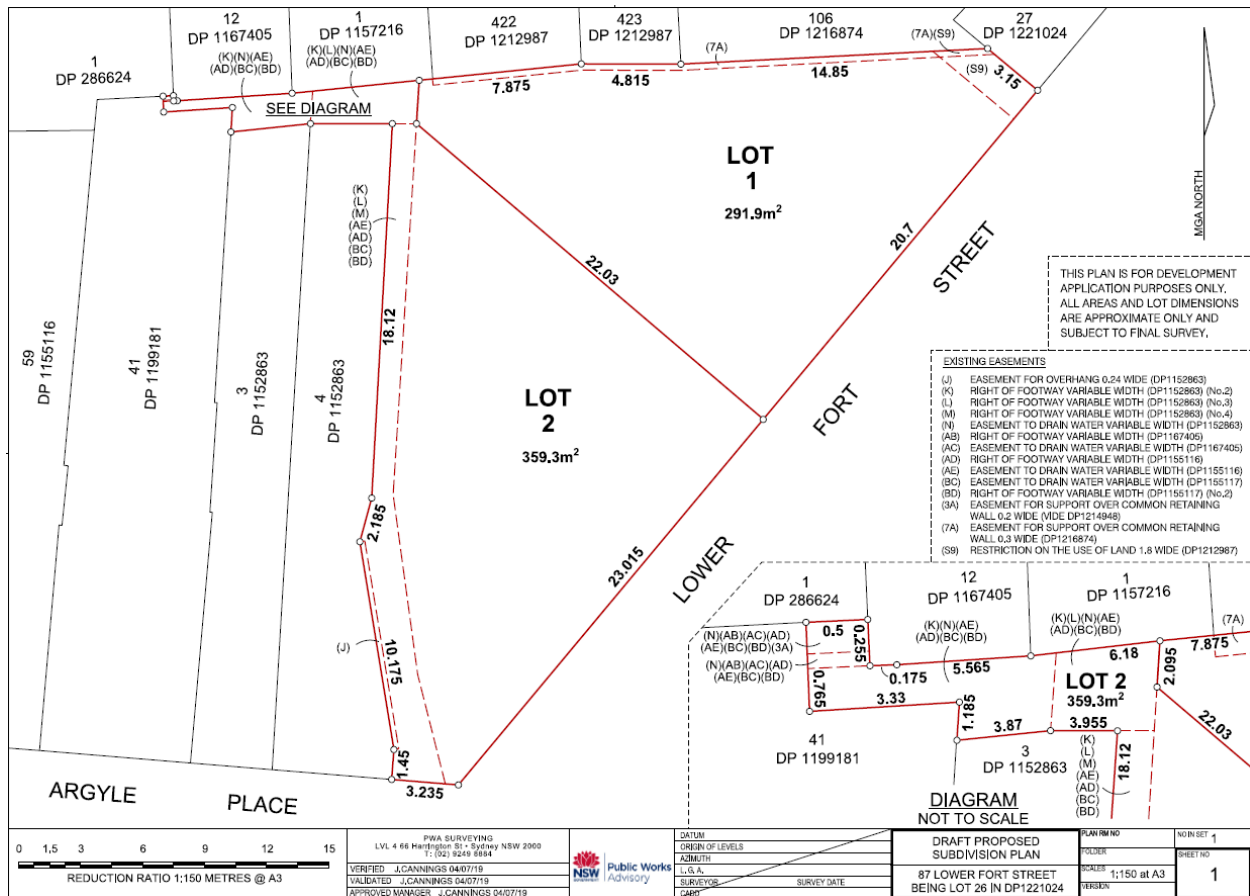 12
DP 1167405
1
DP 1157216
422
DP 1212987
423
DP 1212987
106
DP 1216874
27
DP 1221024
1
DP 286624
(K)(N)(AE)
(AD)(BC)(BD)
(K)(L)(N)(AE)
(AD)(BC)(BD)
(7A)
(7A)(S9)
(S9)
3.15
SEE DIAGRAM
7.875
4.815
14.85
LOT
1
291.9m²
20.7
MGA NORTH
(K)
(L)
(M)
(AE)
(AD)
(BC)
(BD)
22.03
STREET
THIS PLAN IS FOR DEVELOPMENT
APPLICATION PURPOSES ONLY.
ALL AREAS AND LOT DIMENSIONS
ARE APPROXIMATE ONLY AND
SUBJECT TO FINAL SURVEY.
18.12
59
DP 1155116
41
DP 1199181
3
DP 1152863
4
DP 1152863
LOT
2
359.3m²
FORT
EXISTING EASEMENTS
(J) EASEMENT FOR OVERHANG 0.24 WIDE (DP1152863)
(K) RIGHT OF FOOTWAY VARIABLE WIDTH (DP1152863) (No.2)
(L) RIGHT OF FOOTWAY VARIABLE WIDTH (DP1152863) (No.3)
(M) RIGHT OF FOOTWAY VARIABLE WIDTH (DP1152863) (No.4)
(N) EASEMENT TO DRAIN WATER VARIABLE WIDTH (DP1152863)
(AB) RIGHT OF FOOTWAY VARIABLE WIDTH (DP1167405)
(AC) EASEMENT TO DRAIN WATER VARIABLE WIDTH (DP1167405)
(AD) RIGHT OF FOOTWAY VARIABLE WIDTH (DP1155116)
(AE) EASEMENT TO DRAIN WATER VARIABLE WIDTH (DP1155116)
(BC) EASEMENT TO DRAIN WATER VARIABLE WIDTH (DP1155117)
(BD) RIGHT OF FOOTWAY VARIABLE WIDTH (DP1155117) (No.2)
(3A) EASEMENT FOR SUPPORT OVER COMMON RETAINING
WALL 0.2 WIDE (VIDE DP1214948)
(7A) EASEMENT FOR SUPPORT OVER COMMON RETAINING
WALL 0.3 WIDE (DP1216874)
(S9) RESTRICTION ON THE USE OF LAND 1.8 WIDE (DP1212987)
2.185
23.015
LOWER
(J)
10.175
1.45
3.235
ARGYLE
PLACE
1
DP 286624
12
DP 1167405
1
DP 1157216
(N)(AB)(AC)(AD)
(AE)(BC)(BD)(3A)
(N)(AB)(AC)(AD)
(AE)(BC)(BD)
0.5
0.255
(K)(N)(AE)
(AD)(BC)(BD)
(K)(L)(N)(AE)
(AD)(BC)(BD)
(7A)
7.875
6.18
5.565
0.175
0.765
3.33
1.185
3.87
3.955
2.095
LOT 2
359.3m²
22.03
41
DP 1199181
3
DP 1152863
(K)
(L)
(M)
(AE)
(AD)
(BC)
(BD)
18.12
DIAGRAM
NOT TO SCALE
0 1.5 3 6 9 12 15
REDUCTION RATIO 1:150 METRES @ A3
PWA SURVEYING
LVL 4 66 Harrington St • Sydney NSW 2000
T: (02) 9249 8884
VERIFIED J.CANNINGS 04/07/19
VALIDATED J.CANNINGS 04/07/19
APPROVED MANAGER J.CANNINGS 04/07/19
NSW
GOVERNMENT
Public Works
Advisory
DATUM
ORIGIN OF LEVELS
AZIMUTH
L.G.A.
SURVEYOR SURVEY DATE
CARD
DRAFT PROPOSED
SUBDIVISION PLAN
87 LOWER FORT STREET
BEING LOT 26 IN DP1221024
PLAN RM NO
FOLDER
SCALES 1:150 at A3
VERSION
NO IN SET 1
SHEET NO
1